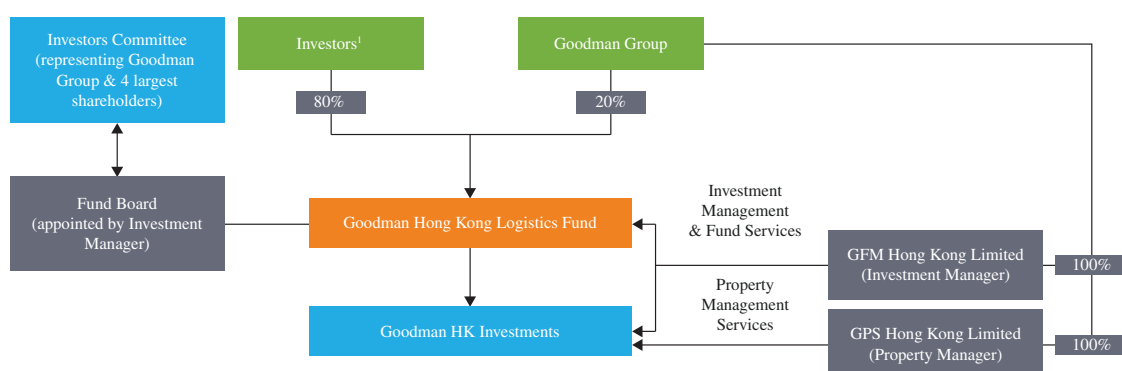 Investors Committee
(representing Goodman
Group & 4 largest
shareholders)
Investors¹
Goodman Group
80%
20%
Fund Board
(appointed by Investment
Manager)
Goodman Hong Kong Logistics Fund
Investment
Management
& Fund Services
GFM Hong Kong Limited
(Investment Manager)
100%
Goodman HK Investments
Property
Management
Services
GPS Hong Kong Limited
(Property Manager)
100%